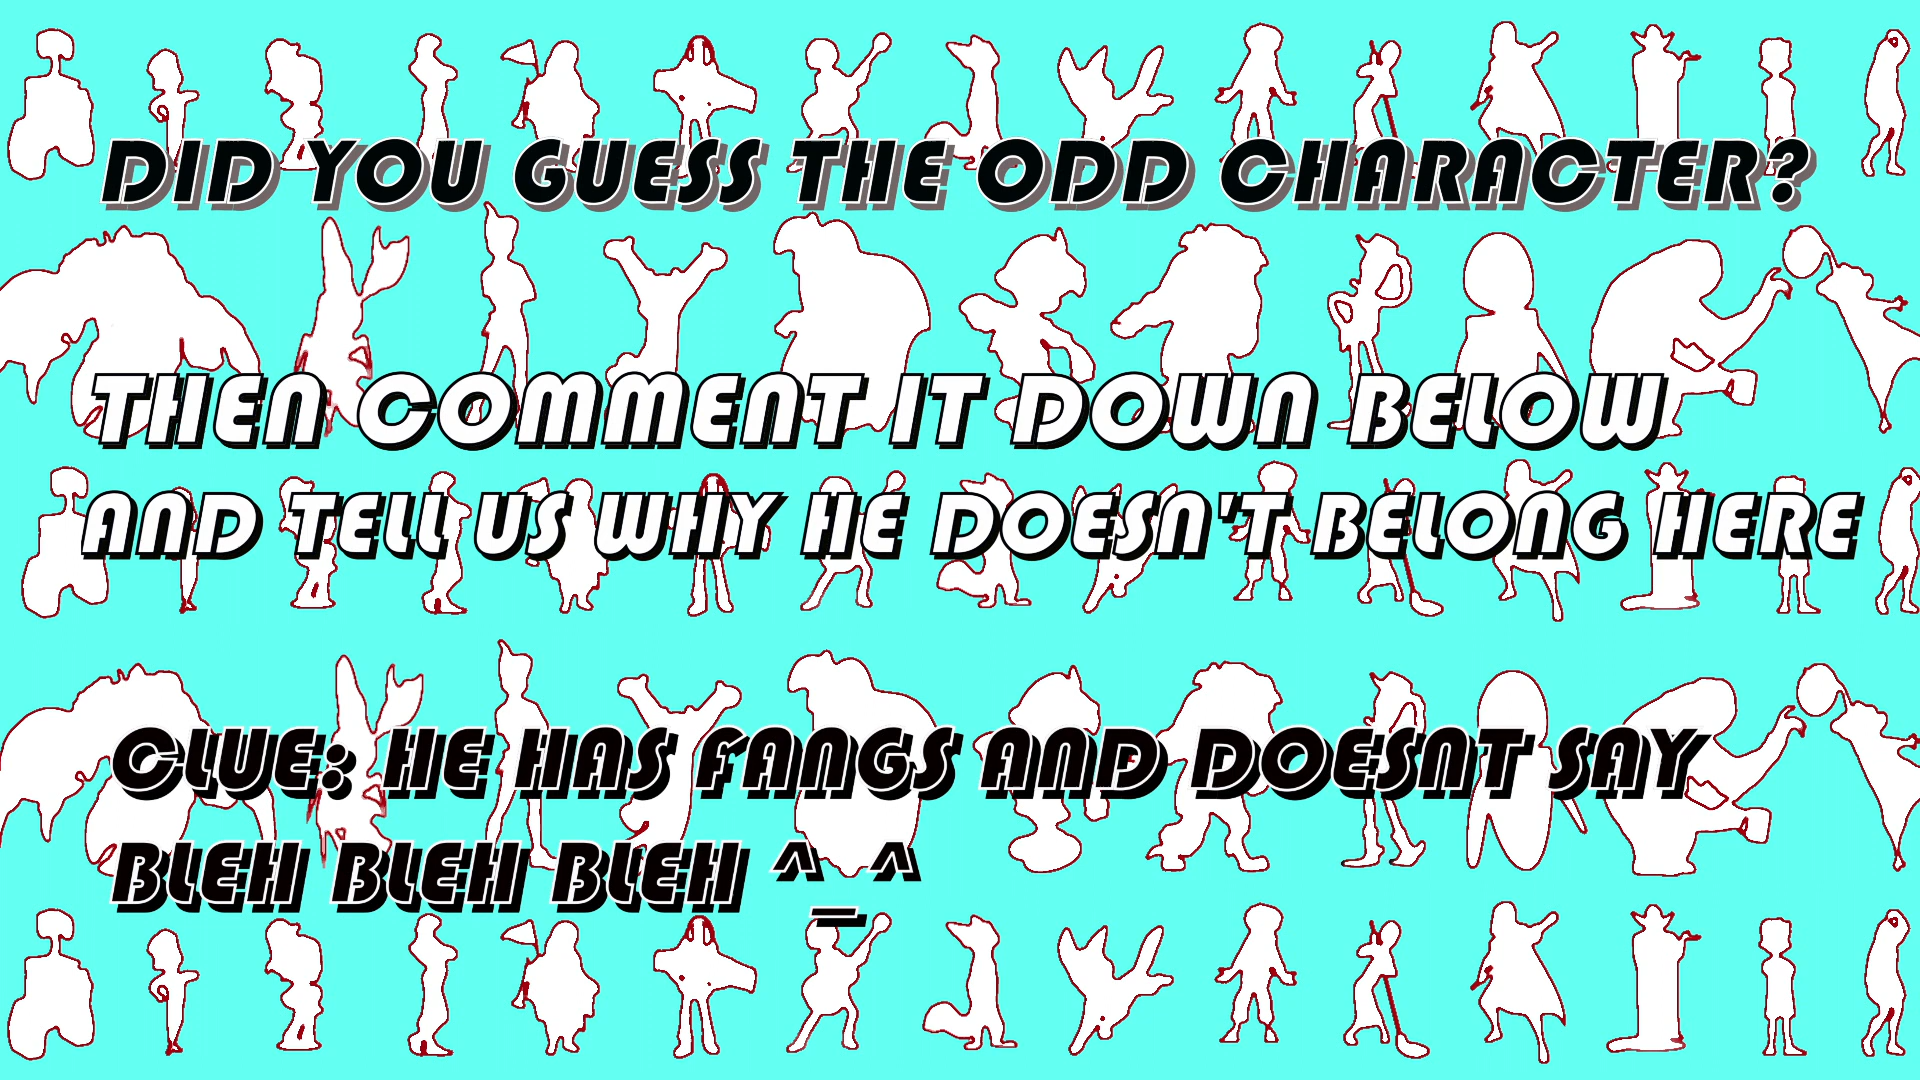 DID YOU GUESS THE ODD CHARACTER?
THEN COMMENT IT DOWN BELOW
AND TELL US WHY HE DOESN'T BELONG HERE
CLUE: HE HAS FANGS AND DOESNT SAY
BLEH BLEH BLEH ^_^